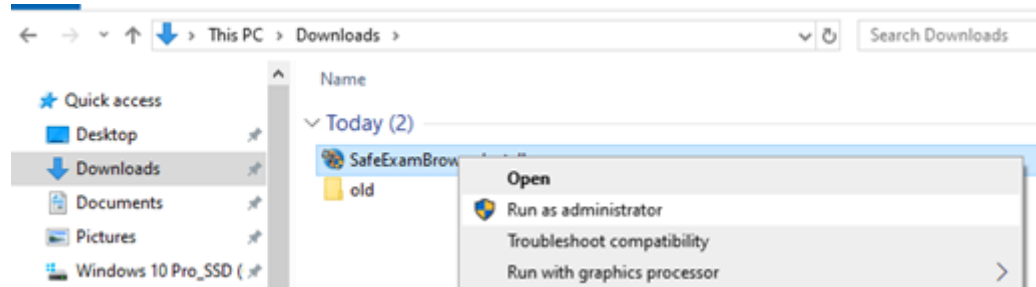 This PC > Downloads >
Search Downloads
Name
Quick access
Today (2)
Desktop
SafeExamBrow
Downloads
old
Open
Documents
Run as administrator
Pictures
Troubleshoot compatibility
Windows 10 Pro_SSD (
Run with graphics processor